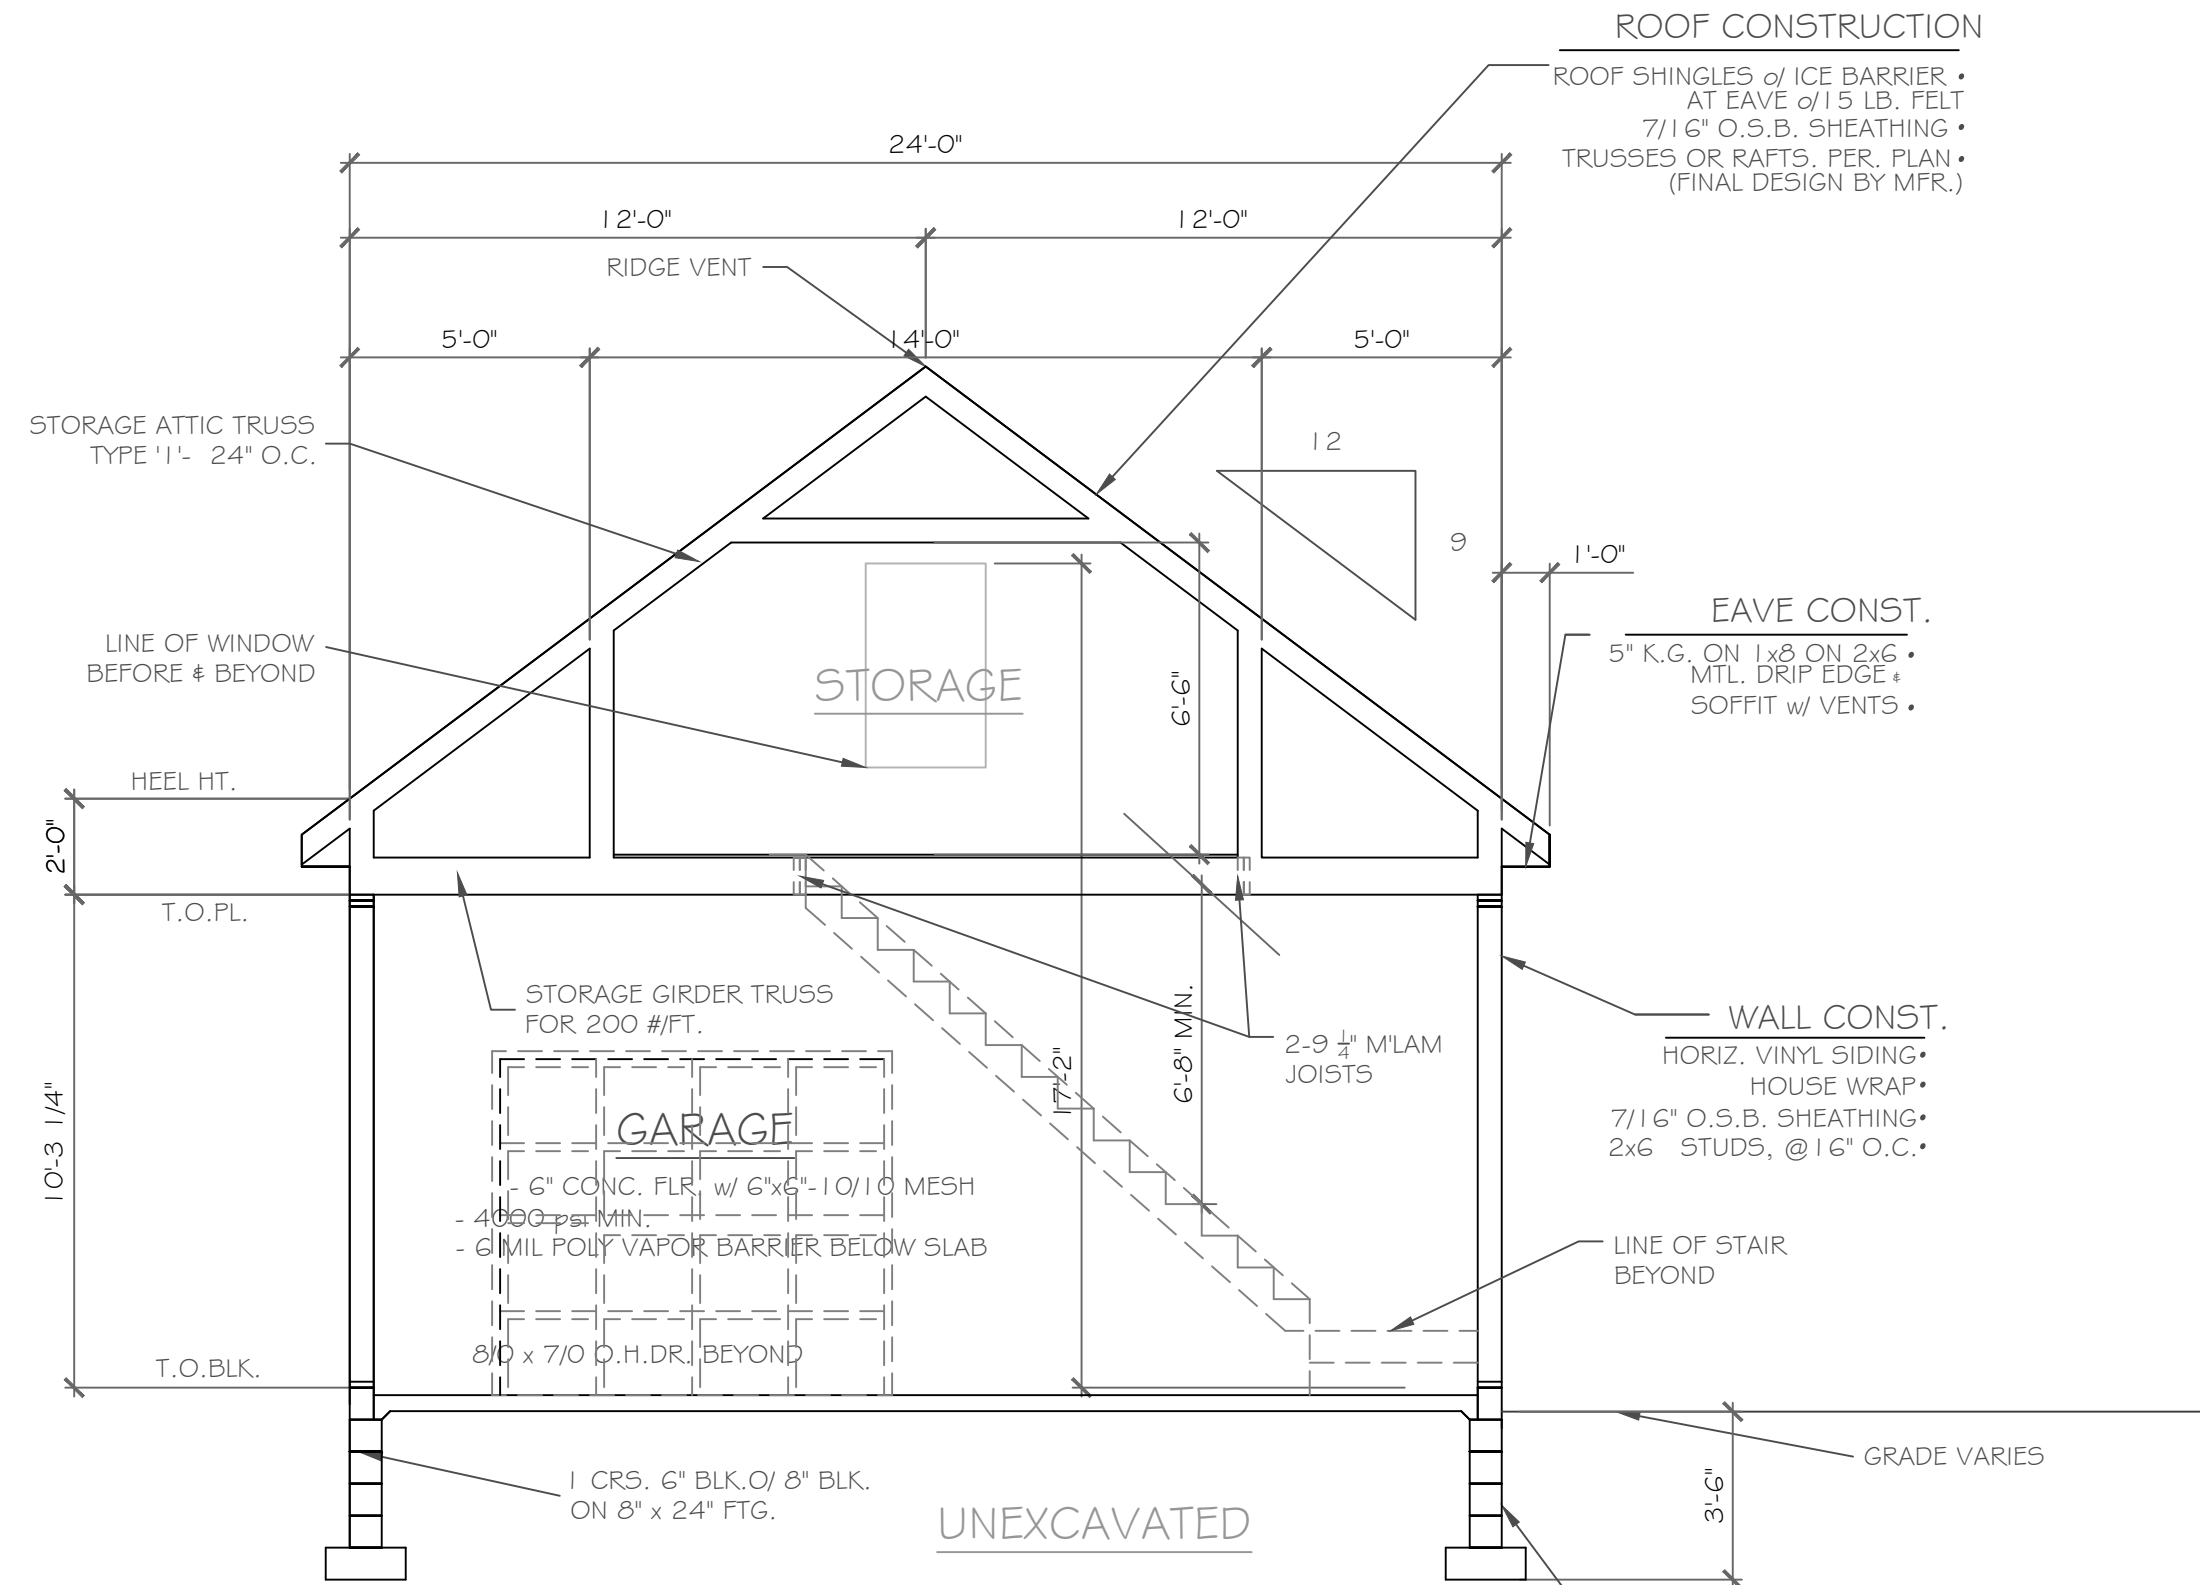 ROOF CONSTRUCTION
ROOF SHINGLES o/ ICE BARRIER •
AT EAVE o/15 LB. FELT
7/16" O.S.B. SHEATHING •
TRUSSES OR RAFTS. PER. PLAN •
(FINAL DESIGN BY MFR.)
24'-0"
12'-0"
12'-0"
RIDGE VENT
5'-0"
14'-0"
5'-0"
STORAGE ATTIC TRUSS
TYPE '1'- 24" O.C.
12
9
1'-0"
EAVE CONST.
5" K.G. ON 1x8 ON 2x6 •
MTL. DRIP EDGE &
SOFFIT w/ VENTS •
LINE OF WINDOW
BEFORE & BEYOND
STORAGE
6'-6"
HEEL HT.
2'-0"
T.O.PL.
STORAGE GIRDER TRUSS
FOR 200 #/FT.
17'-2"
6'-8" MIN.
2-9 1/4" M'LAM
JOISTS
WALL CONST.
HORIZ. VINYL SIDING•
HOUSE WRAP•
7/16" O.S.B. SHEATHING•
2x6 STUDS, @16" O.C.•
10'-3 1/4"
GARAGE
- 6" CONC. FLR. w/ 6"x6"-10/10 MESH
- 4000 psi MIN.
- 6 MIL POLY VAPOR BARRIER BELOW SLAB
LINE OF STAIR
BEYOND
8/0 x 7/0 O.H.DR. BEYOND
T.O.BLK.
GRADE VARIES
3'-6"
1 CRS. 6" BLK.O/ 8" BLK.
ON 8" x 24" FTG.
UNEXCAVATED